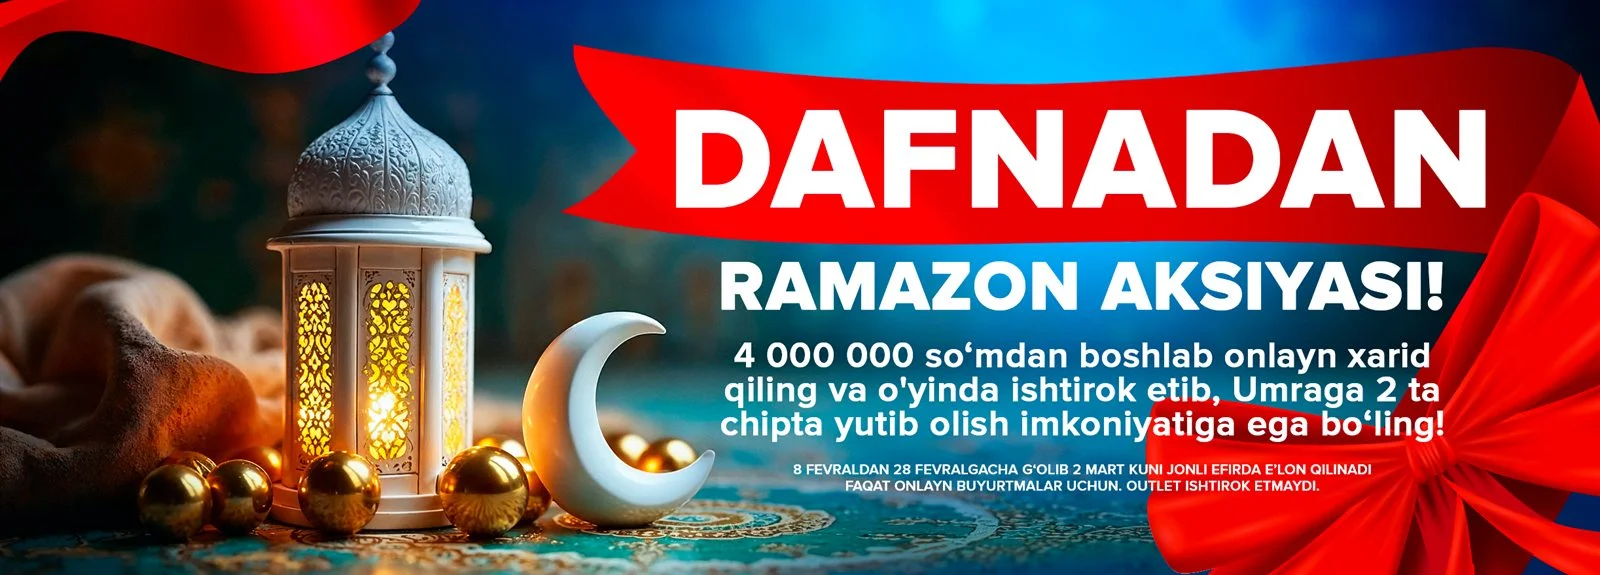 DAFNADAN
RAMAZON AKSIYASI!
4 000 000 so‘mdan boshlab onlayn xarid
qiling va o'yinda ishtirok etib, Umraga 2 ta
chipta yutib olish imkoniyatiga ega bo‘ling!
8 FEVRALDAN 28 FEVRALGACHA G'OLIB 2 MART KUNI JONLI EFIRDA E'LON QILINADI
FAQAT ONLAYN BUYURTMALAR UCHUN. OUTLET ISHTIROK ETMAYDI.